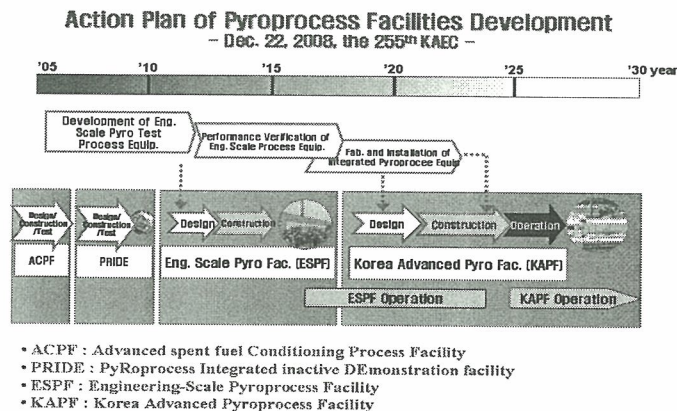 Action Plan of Pyroprocess Facilities Development
– Dec. 22, 2008, the 255th KAEC –
'05 '10 '15 '20 '25 '30 year
Development of Eng.
Scale Pyro Test
Process Equip.
Performance Verification of
Eng. Scale Process Equip.
Fab. and Installation of
Integrated Pyroprocee Equip
Design/
Construction
/Test
Design/
Construction
/Test
Design
Construction
Design
Construction
Operation
ACPF
PRIDE
Eng. Scale Pyro Fac. (ESPF)
Korea Advanced Pyro Fac. (KAPF)
ESPF Operation
KAPF Operation
• ACPF : Advanced spent fuel Conditioning Process Facility
• PRIDE : PyRoprocess Integrated inactive DEmonstration facility
• ESPF : Engineering-Scale Pyroprocess Facility
• KAPF : Korea Advanced Pyroprocess Facility